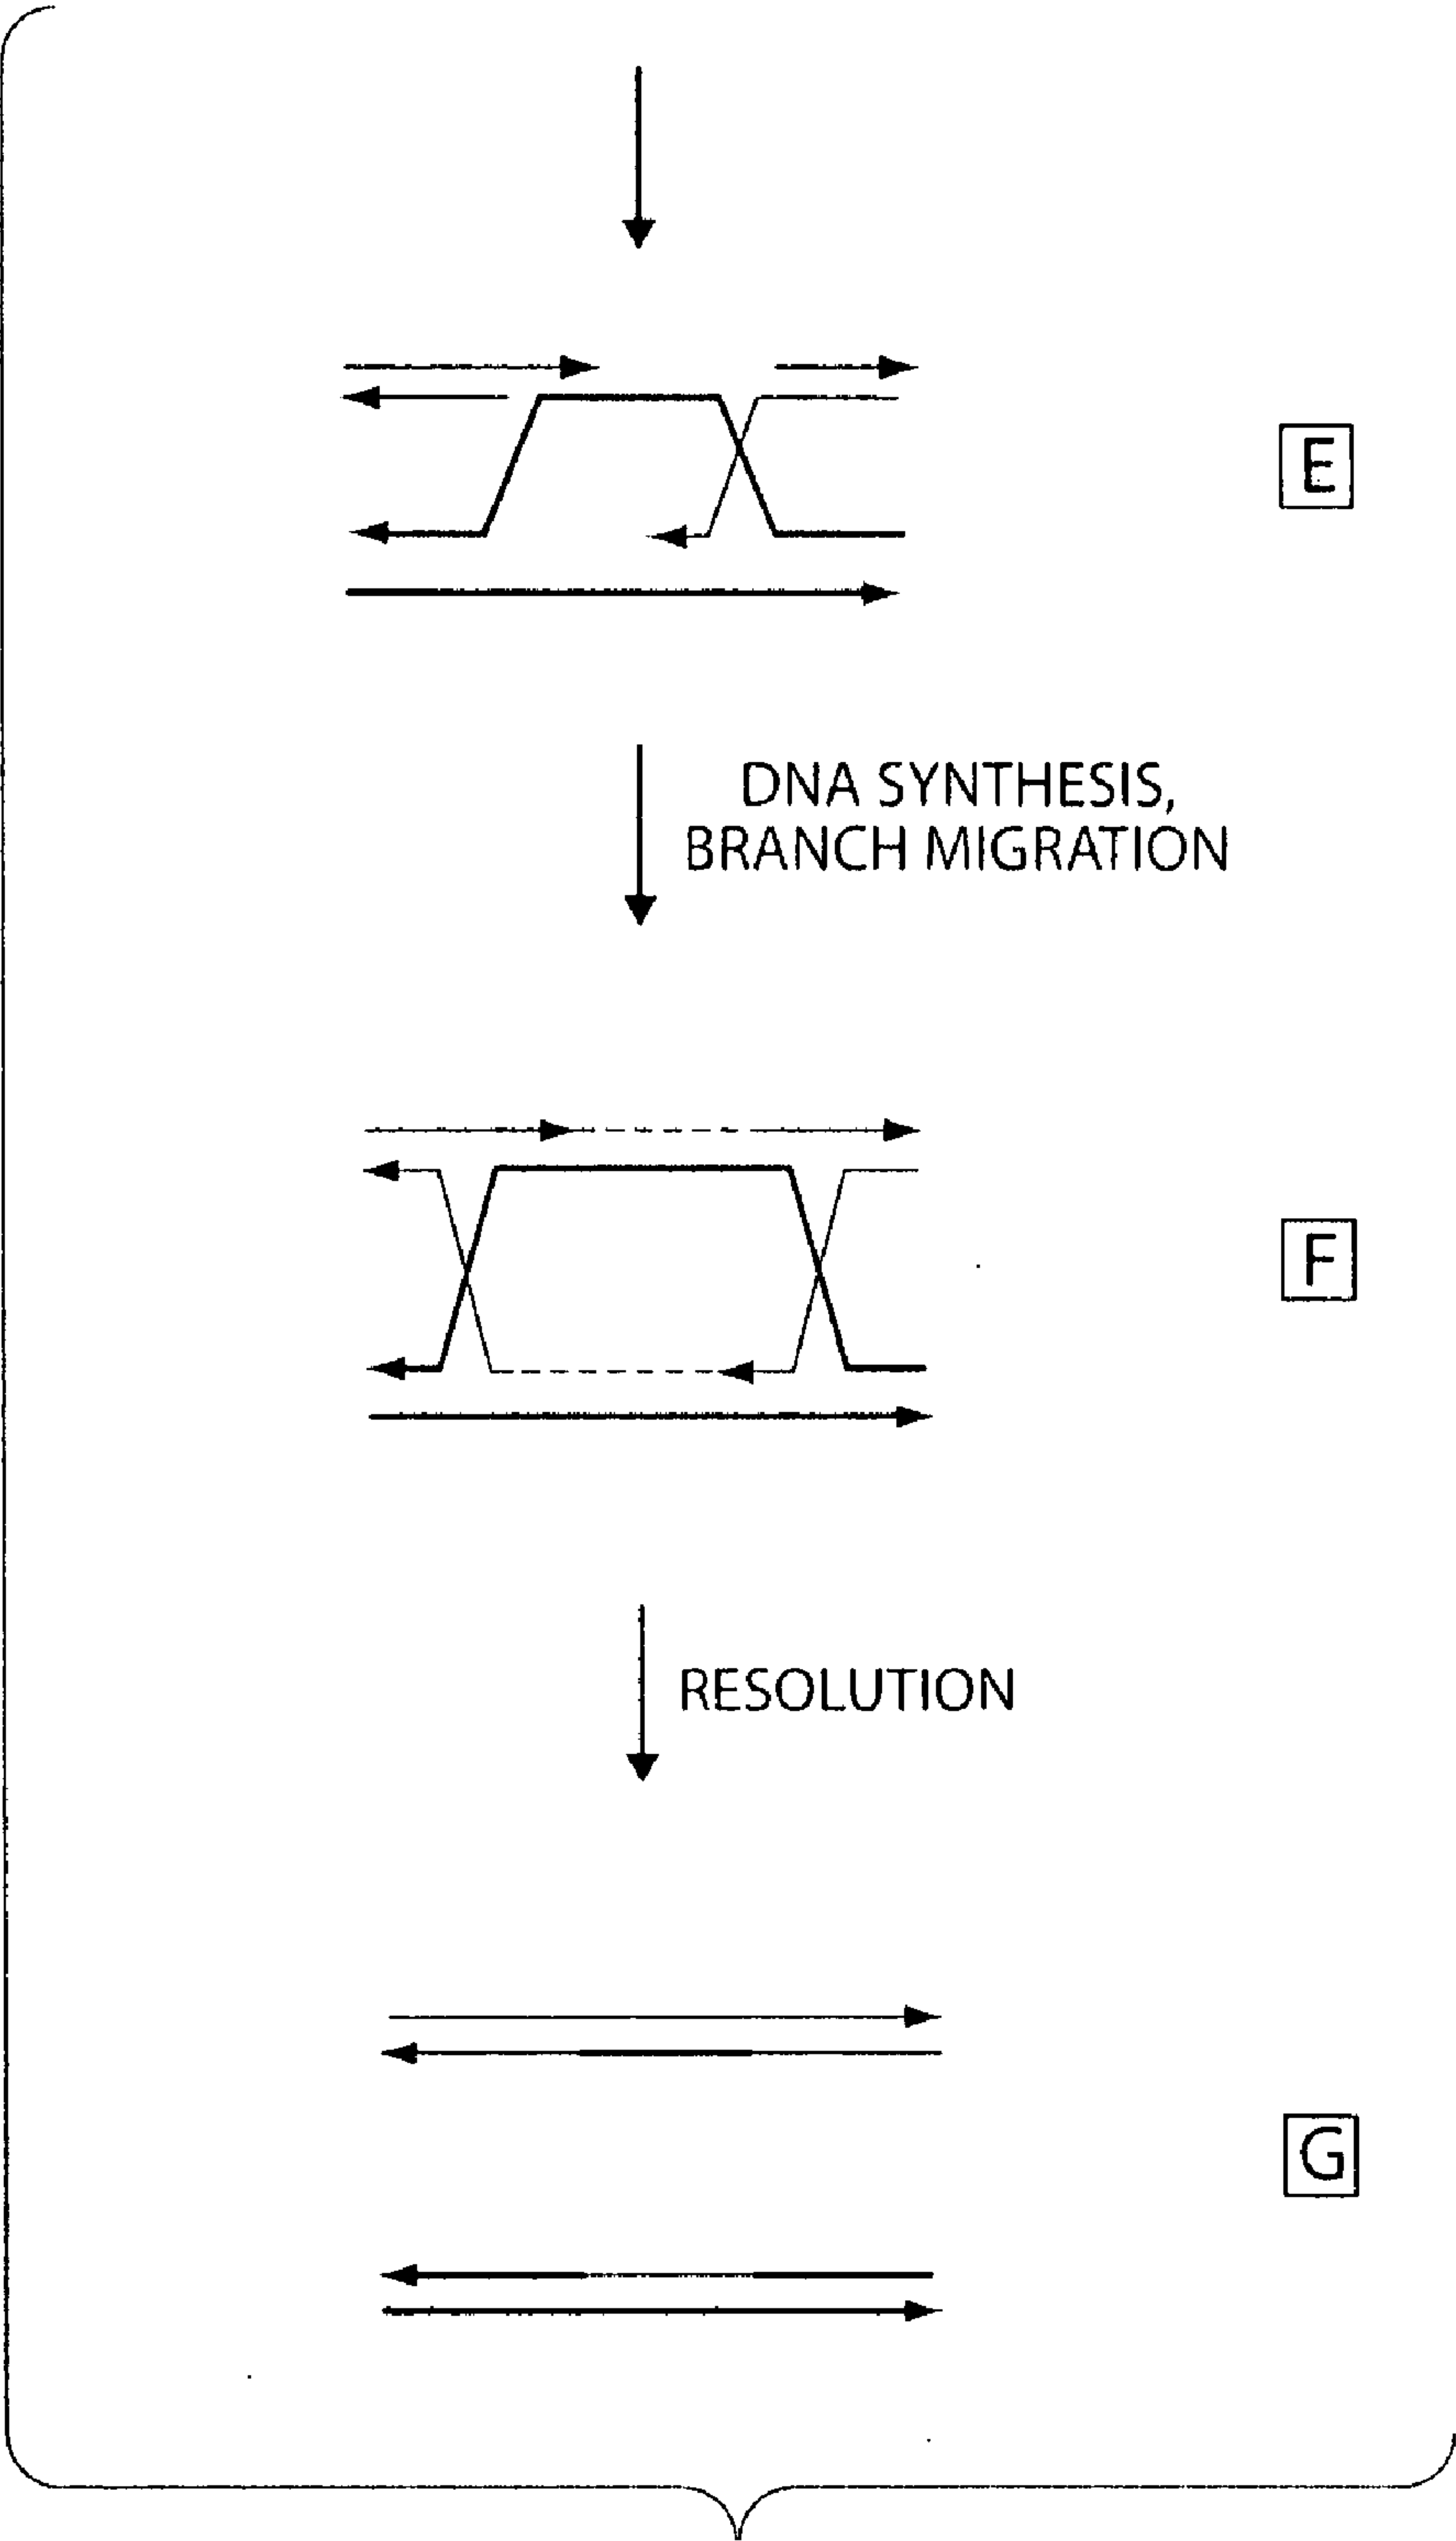 E
DNA SYNTHESIS,
BRANCH MIGRATION
F
RESOLUTION
G